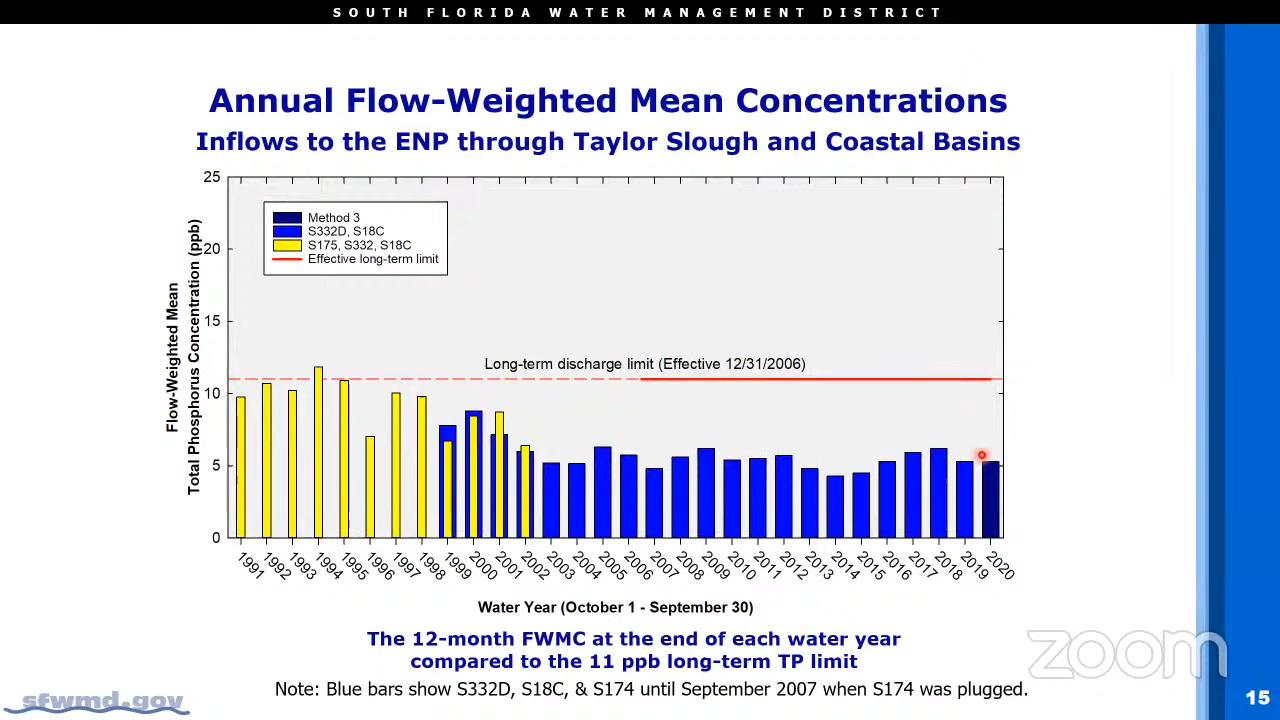 SOUTH FLORIDA WATER MANAGEMENT DISTRICT
Annual Flow-Weighted Mean Concentrations
Inflows to the ENP through Taylor Slough and Coastal Basins
Flow-Weighted Mean
Total Phosphorus Concentration (ppb)
25
20
15
10
5
0
Method 3
S332D, S18C
S175, S332, S18C
Effective long-term limit
Long-term discharge limit (Effective 12/31/2006)
1991 1992 1993 1994 1995 1996 1997 1998 1999 2000 2001 2002 2003 2004 2005 2006 2007 2008 2009 2010 2011 2012 2013 2014 2015 2016 2017 2018 2019 2020
Water Year (October 1 - September 30)
The 12-month FWMC at the end of each water year
compared to the 11 ppb long-term TP limit
Note: Blue bars show S332D, S18C, & S174 until September 2007 when S174 was plugged.
zoom
sfwmd.gov
15